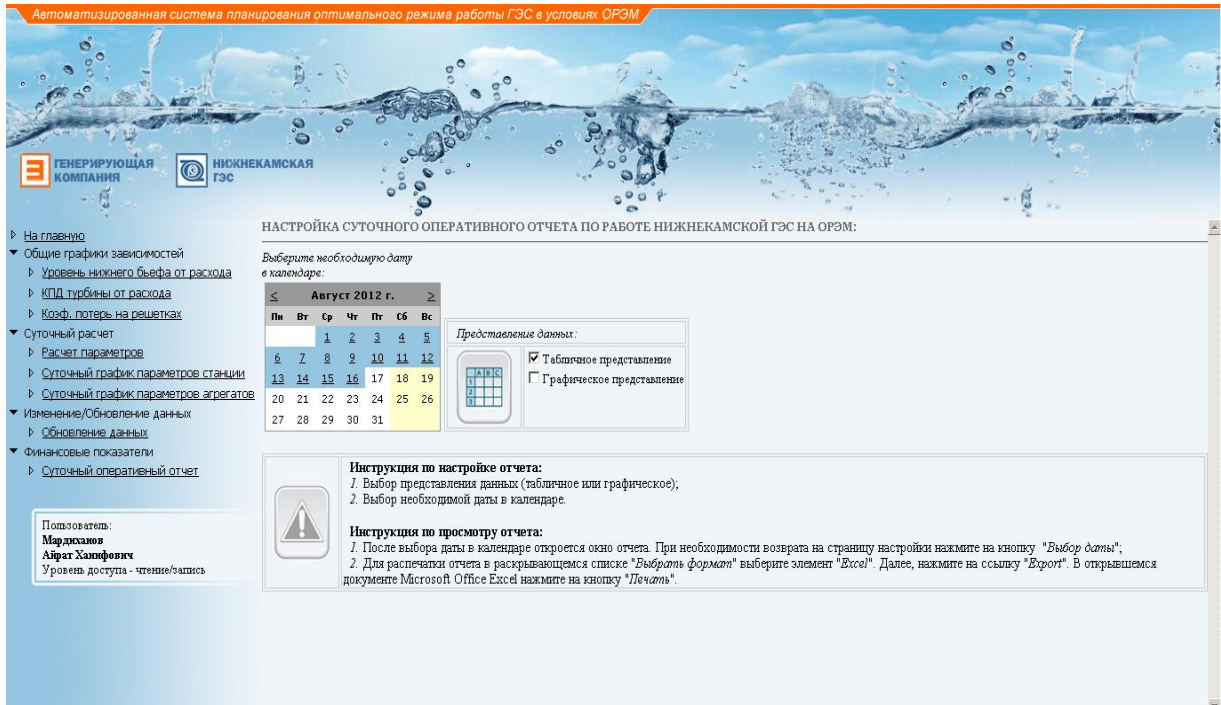 Автоматизированная система планирования оптимального режима работы ГЭС в условиях ОРЭМ
ГЕНЕРИРУЮЩАЯ
КОМПАНИЯ
НИЖНЕКАМСКАЯ
ГЭС
На главную
Общие графики зависимостей
Уровень нижнего бьефа от расхода
КПД турбины от расхода
Коэф. потерь на решетках
Суточный расчет
Расчет параметров
Суточный график параметров станции
Суточный график параметров агрегатов
Изменение/Обновление данных
Обновление данных
Финансовые показатели
Суточный оперативный отчет
Пользователь:
Мардиханов
Айрат Ханифович
Уровень доступа - чтение/запись
НАСТРОЙКА СУТОЧНОГО ОПЕРАТИВНОГО ОТЧЕТА ПО РАБОТЕ НИЖНЕКАМСКОЙ ГЭС НА ОРЭМ:
Выберите необходимую дату
в календаре:
< Август 2012 г. >
Пн Вт Ср Чт Пт Сб Вс
1 2 3 4 5
6 7 8 9 10 11 12
13 14 15 16 17 18 19
20 21 22 23 24 25 26
27 28 29 30 31
Представление данных:
A B C
1
2
3
Табличное представление
Графическое представление
Инструкция по настройке отчета:
1. Выбор представления данных (табличное или графическое);
2. Выбор необходимой даты в календаре.
Инструкция по просмотру отчета:
1. После выбора даты в календаре откроется окно отчета. При необходимости возврата на страницу настройки нажмите на кнопку "Выбор даты";
2. Для распечатки отчета в раскрывающемся списке "Выбрать формат" выберите элемент "Excel". Далее, нажмите на ссылку "Export". В открывшемся
документе Microsoft Office Excel нажмите на кнопку "Печать".